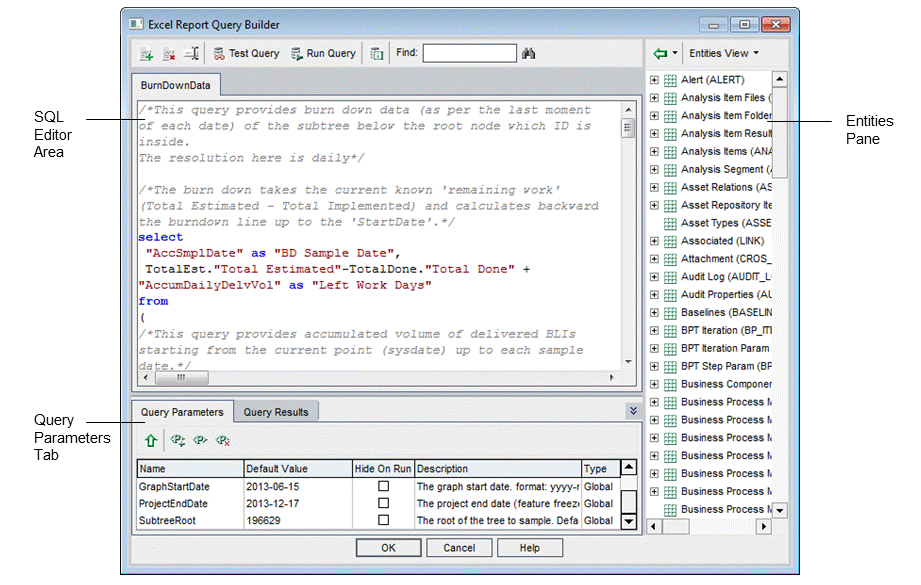 Excel Report Query Builder
Test Query Run Query Find:
Entities View
BurnDownData
/*This query provides burn down data (as per the last moment
of each date) of the subtree below the root node which ID is
inside.
The resolution here is daily*/
/*The burn down takes the current known 'remaining work'
(Total Estimated - Total Implemented) and calculates backward
the burndown line up to the 'StartDate'.*/
select
"AccSmplDate" as "BD Sample Date",
TotalEst."Total Estimated"-TotalDone."Total Done" +
"AccumDailyDelvVol" as "Left Work Days"
from
(
/*This query provides accumulated volume of delivered BLIs
starting from the current point (sysdate) up to each sample
date.*/
SQL
Editor
Area
Alert (ALERT)
Analysis Item Files (
Analysis Item Folder
Analysis Item Result
Analysis Items (ANA
Analysis Segment (A
Asset Relations (AS
Asset Repository Ite
Asset Types (ASSE
Associated (LINK)
Attachment (CROS_
Audit Log (AUDIT_LO
Audit Properties (AU
Baselines (BASELIN
BPT Iteration (BP_ITE
BPT Iteration Param
BPT Step Param (BP
Business Componen
Business Process M
Business Process M
Business Process M
Business Process M
Business Process M
Business Process M
Business Process M
Entities
Pane
Query
Parameters
Tab
Query Parameters Query Results
Name Default Value Hide On Run Description Type
GraphStartDate 2013-06-15 The graph start date. format: yyyy-r Global
ProjectEndDate 2013-12-17 The project end date (feature freeze Global
SubtreeRoot 196629 The root of the tree to sample. Defa Global
OK Cancel Help